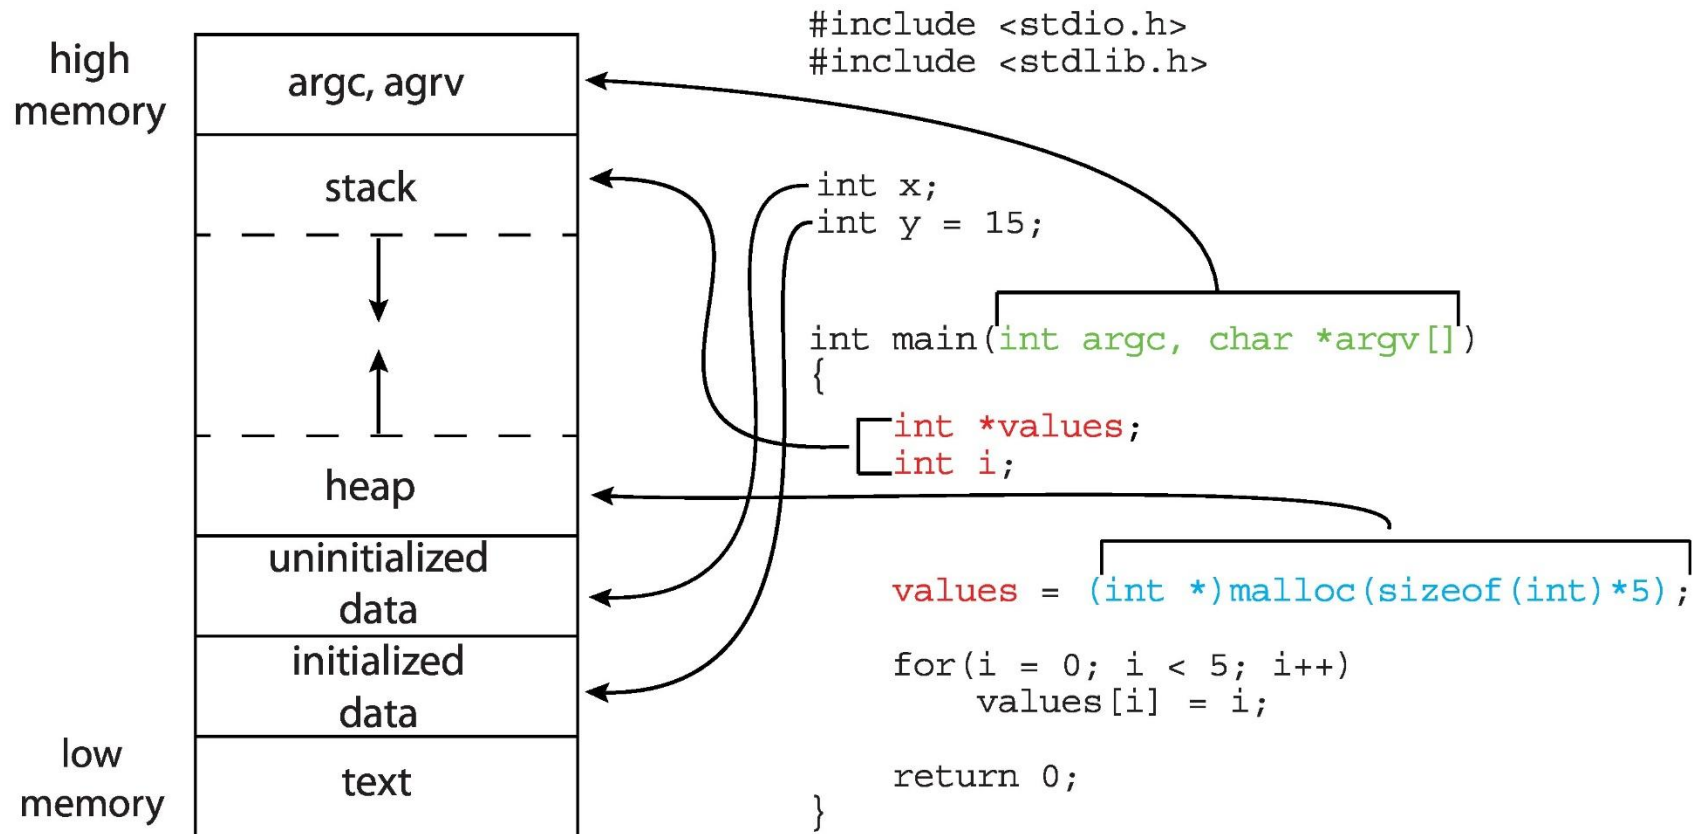 high
memory
argc, agrv
stack
heap
uninitialized
data
initialized
data
low
memory
text
#include <stdio.h>
#include <stdlib.h>
int x;
int y = 15;
int main(int argc, char *argv[])
{
int *values;
int i;
values = (int *)malloc(sizeof(int)*5);
for(i = 0; i < 5; i++)
values[i] = i;
return 0;
}